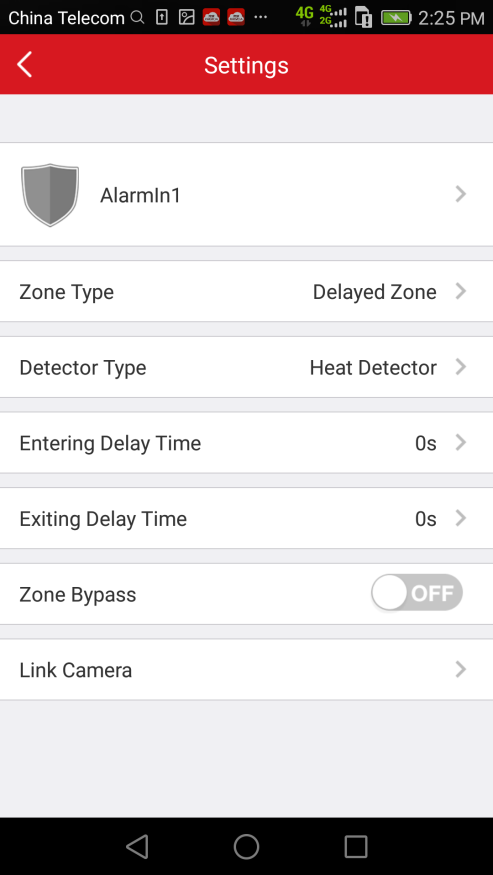 China Telecom 4G 4G 2G 2:25 PM
Settings
AlarmIn1
Zone Type Delayed Zone
Detector Type Heat Detector
Entering Delay Time 0s
Exiting Delay Time 0s
Zone Bypass OFF
Link Camera